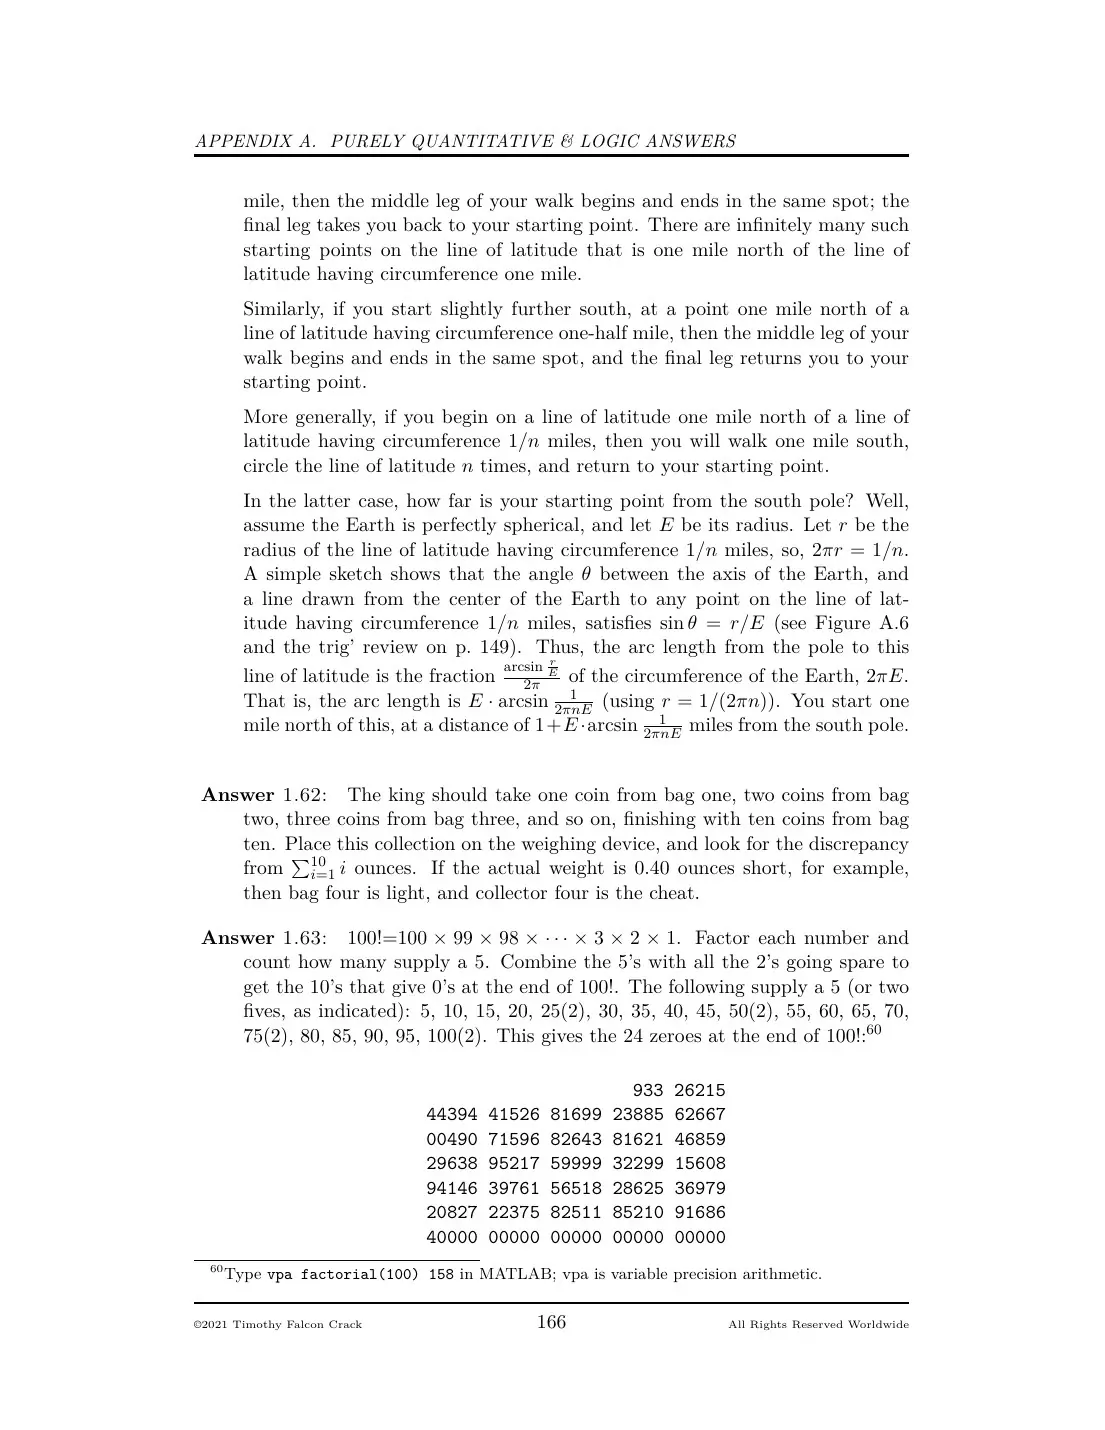 APPENDIX A. PURELY QUANTITATIVE & LOGIC ANSWERS
mile, then the middle leg of your walk begins and ends in the same spot; the
final leg takes you back to your starting point. There are infinitely many such
starting points on the line of latitude that is one mile north of the line of
latitude having circumference one mile.
Similarly, if you start slightly further south, at a point one mile north of a
line of latitude having circumference one-half mile, then the middle leg of your
walk begins and ends in the same spot, and the final leg returns you to your
starting point.
More generally, if you begin on a line of latitude one mile north of a line of
latitude having circumference 1/n miles, then you will walk one mile south,
circle the line of latitude n times, and return to your starting point.
In the latter case, how far is your starting point from the south pole? Well,
assume the Earth is perfectly spherical, and let E be its radius. Let r be the
radius of the line of latitude having circumference 1/n miles, so, 2πr = 1/n.
A simple sketch shows that the angle θ between the axis of the Earth, and
a line drawn from the center of the Earth to any point on the line of lat-
itude having circumference 1/n miles, satisfies sin θ = r/E (see Figure A.6
and the trig' review on p. 149). Thus, the arc length from the pole to this
line of latitude is the fraction $\frac{\arcsin \frac{r}{E}}{2\pi}$ of the circumference of the Earth, 2πE.
That is, the arc length is E · arcsin $\frac{1}{2\pi nE}$ (using r = 1/(2πn)). You start one
mile north of this, at a distance of 1+E·arcsin $\frac{1}{2\pi nE}$ miles from the south pole.
Answer 1.62: The king should take one coin from bag one, two coins from bag
two, three coins from bag three, and so on, finishing with ten coins from bag
ten. Place this collection on the weighing device, and look for the discrepancy
from $\sum_{i=1}^{10} i$ ounces. If the actual weight is 0.40 ounces short, for example,
then bag four is light, and collector four is the cheat.
Answer 1.63: 100!=100 × 99 × 98 × ··· × 3 × 2 × 1. Factor each number and
count how many supply a 5. Combine the 5's with all the 2's going spare to
get the 10's that give 0's at the end of 100!. The following supply a 5 (or two
fives, as indicated): 5, 10, 15, 20, 25(2), 30, 35, 40, 45, 50(2), 55, 60, 65, 70,
75(2), 80, 85, 90, 95, 100(2). This gives the 24 zeroes at the end of 100!:⁶⁰
933 26215
44394 41526 81699 23885 62667
00490 71596 82643 81621 46859
29638 95217 59999 32299 15608
94146 39761 56518 28625 36979
20827 22375 82511 85210 91686
40000 00000 00000 00000 00000
⁶⁰Type vpa factorial(100) 158 in MATLAB; vpa is variable precision arithmetic.
©2021 Timothy Falcon Crack 166 All Rights Reserved Worldwide